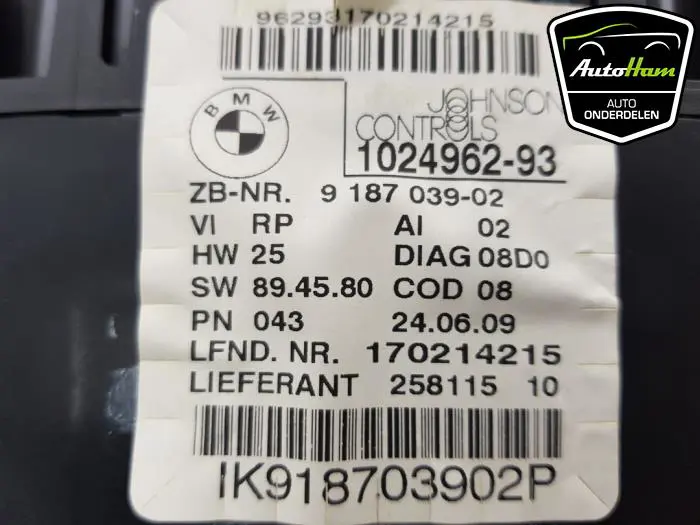 96293170214215
BMW
JOHNSON
CONTROLS
1024962-93
ZB-NR. 9 187 039-02
VI RP AI 02
HW 25 DIAG 08D0
SW 89.45.80 COD 08
PN 043 24.06.09
LFND. NR. 170214215
LIEFERANT 258115 10
IK918703902P
AutoHam
AUTO
ONDERDELEN